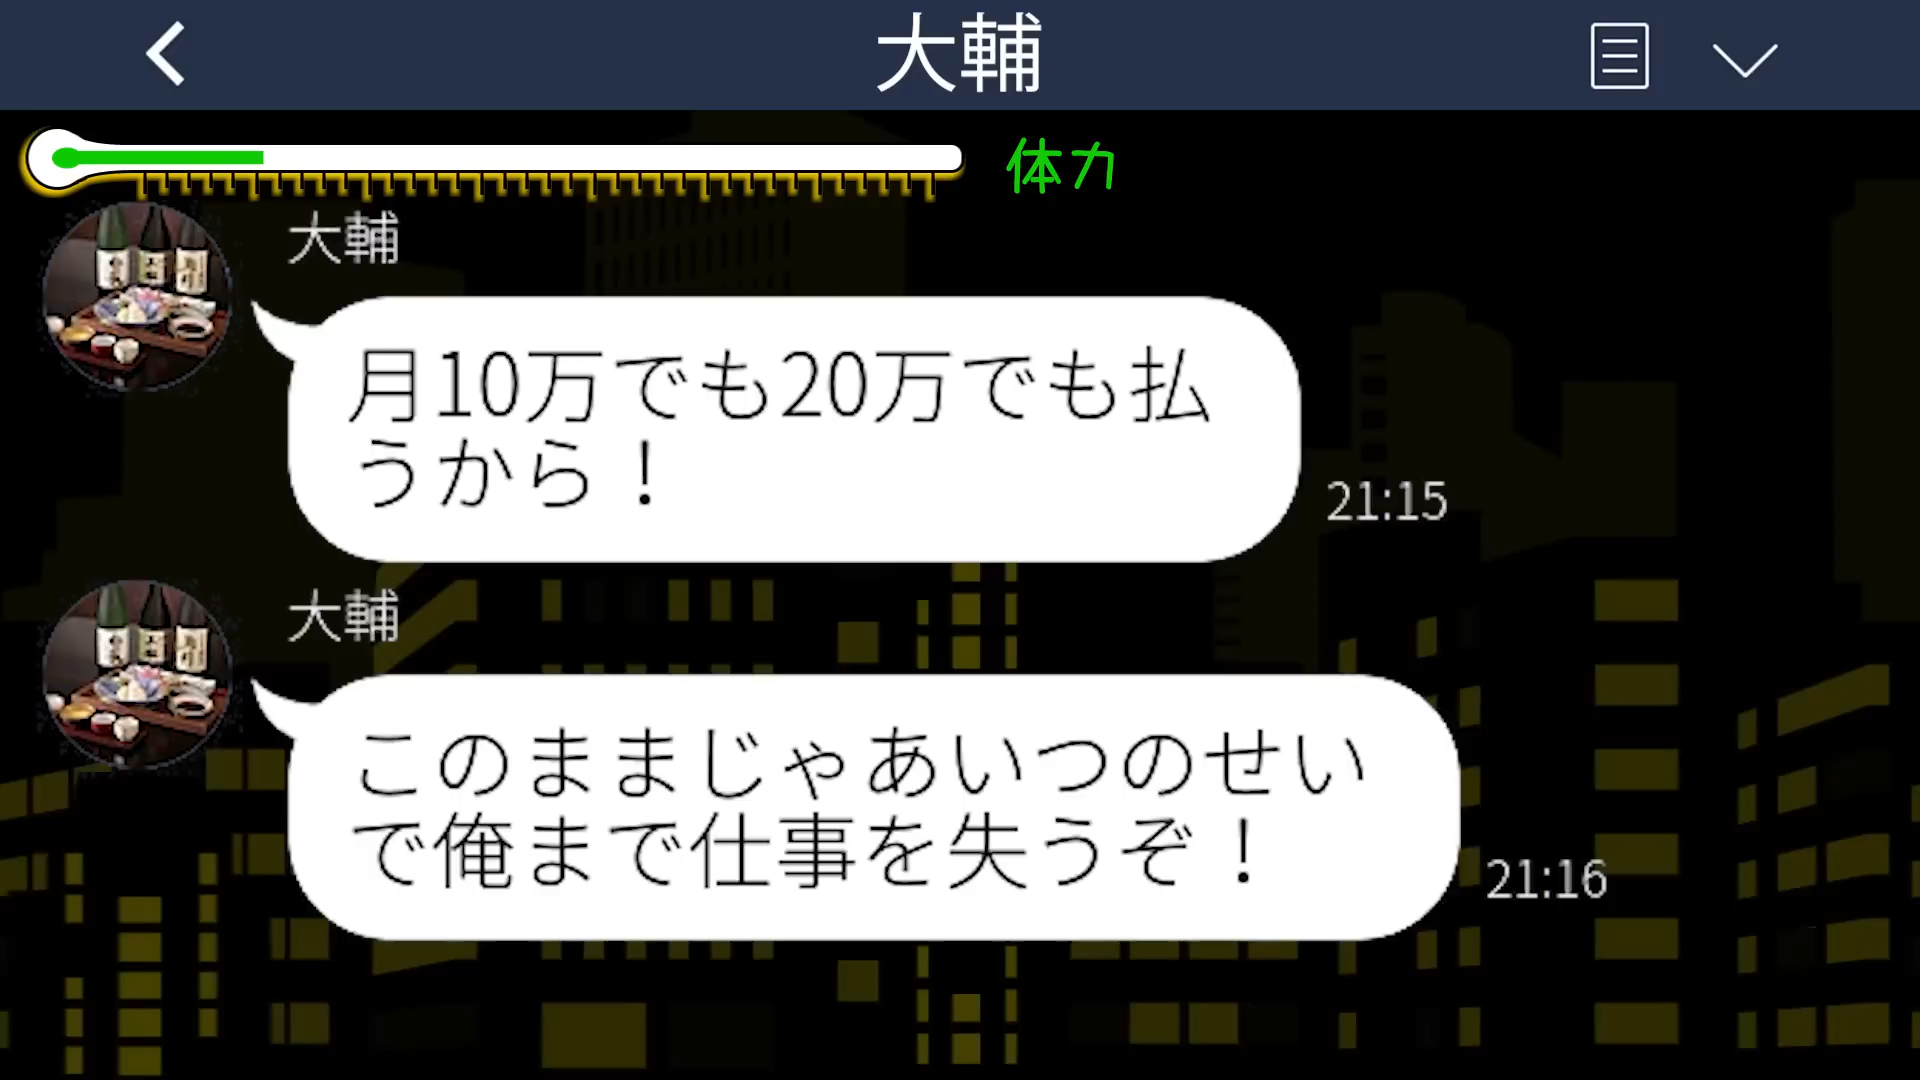 大輔
体力
大輔
月10万でも20万でも払
うから！
21:15
大輔
このままじゃあいつのせい
で俺まで仕事を失うぞ！
21:16